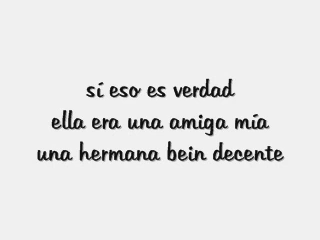 sí eso es verdad
ella era una amiga mía
una hermana bein decente